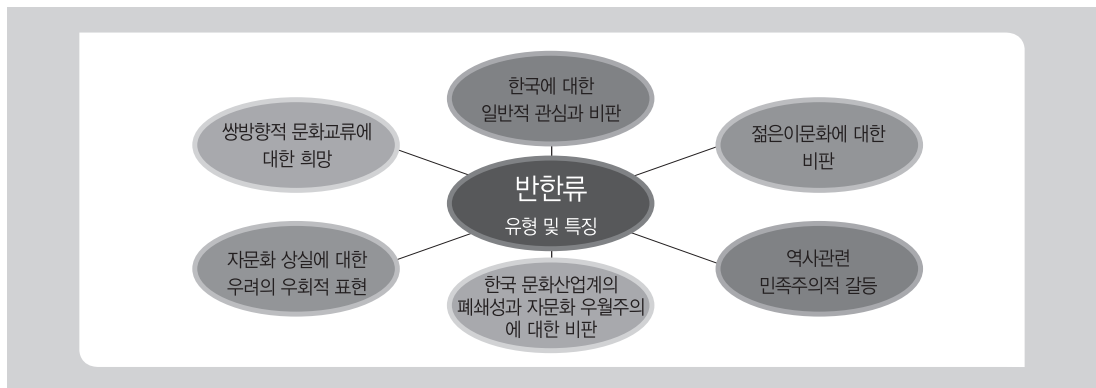 한국에 대한
일반적 관심과 비판
쌍방향적 문화교류에
대한 희망
젊은이문화에 대한
비판
반한류
유형 및 특징
자문화 상실에 대한
우려의 우회적 표현
역사관련
민족주의적 갈등
한국 문화산업계의
폐쇄성과 자문화 우월주의
에 대한 비판